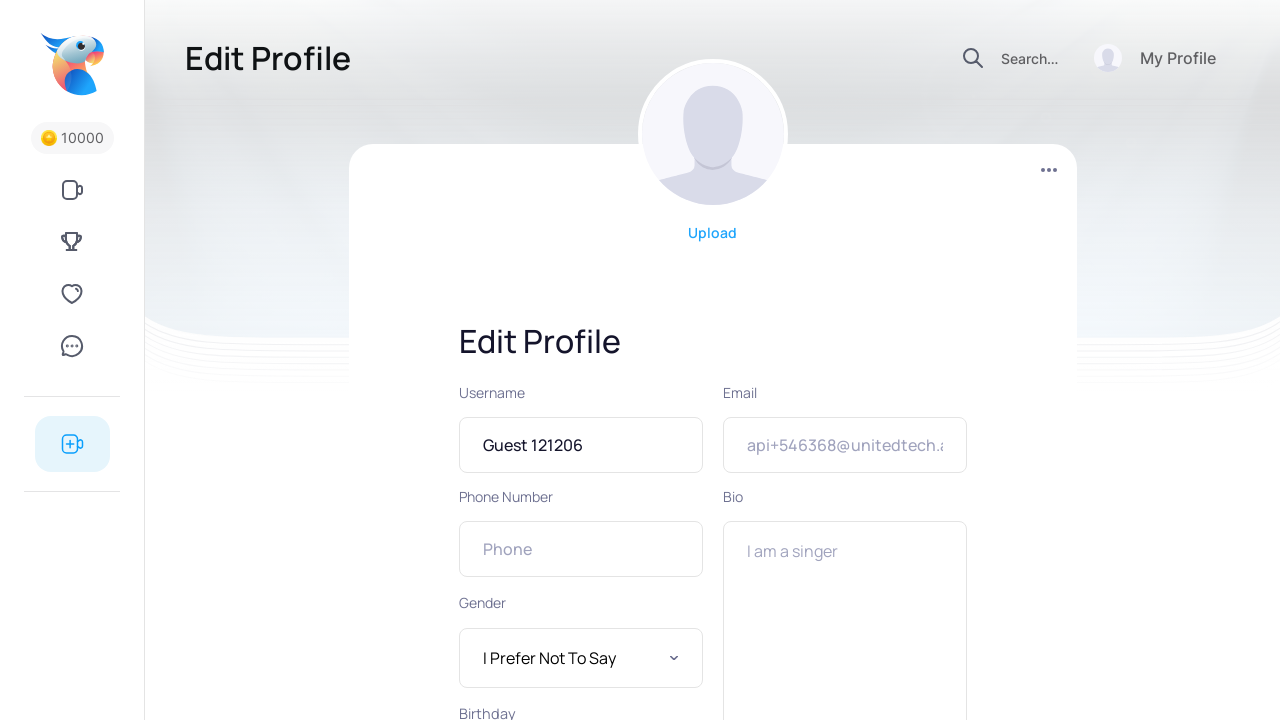 Edit Profile
Search...
My Profile
10000
Upload
Edit Profile
Username
Email
Guest 121206
api+546368@unitedtech.a
Phone Number
Bio
Phone
I am a singer
Gender
I Prefer Not To Say
Birthday